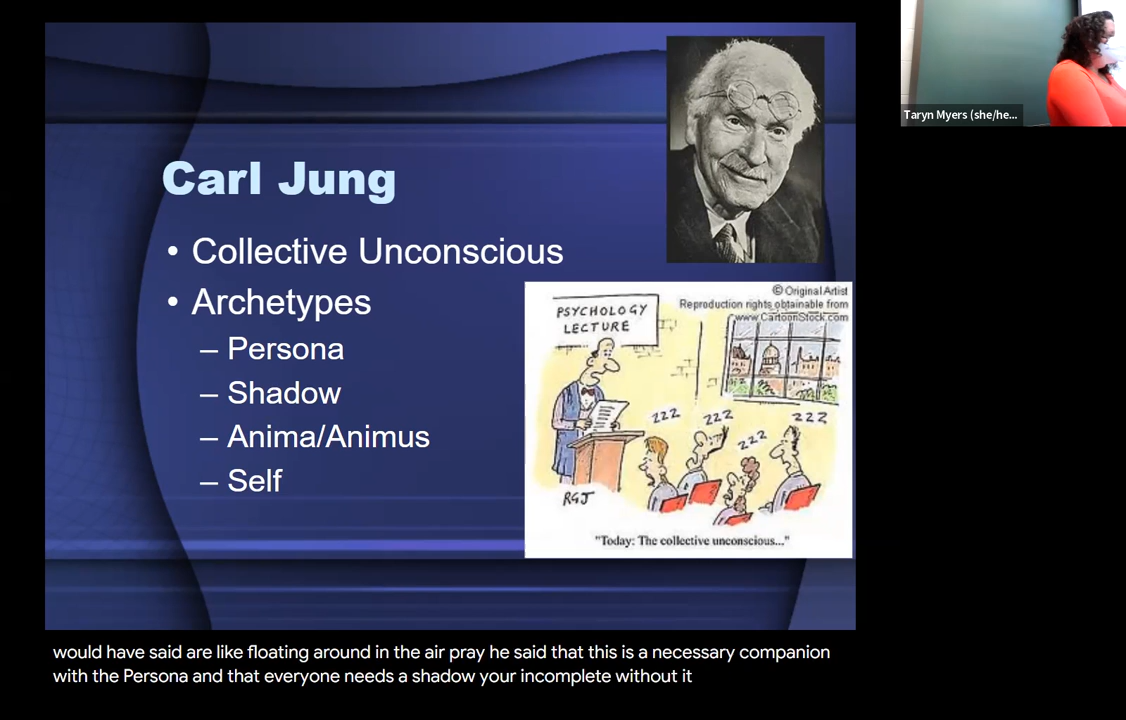 Carl Jung
• Collective Unconscious
• Archetypes
– Persona
– Shadow
– Anima/Animus
– Self
© Original Artist
Reproduction rights obtainable from
www.CartoonStock.com
PSYCHOLOGY
LECTURE
ZZZ
ZZZ
ZZZ
ZZZ
RGJ
"Today: The collective unconscious..."
Taryn Myers (she/he...
would have said are like floating around in the air pray he said that this is a necessary companion
with the Persona and that everyone needs a shadow your incomplete without it